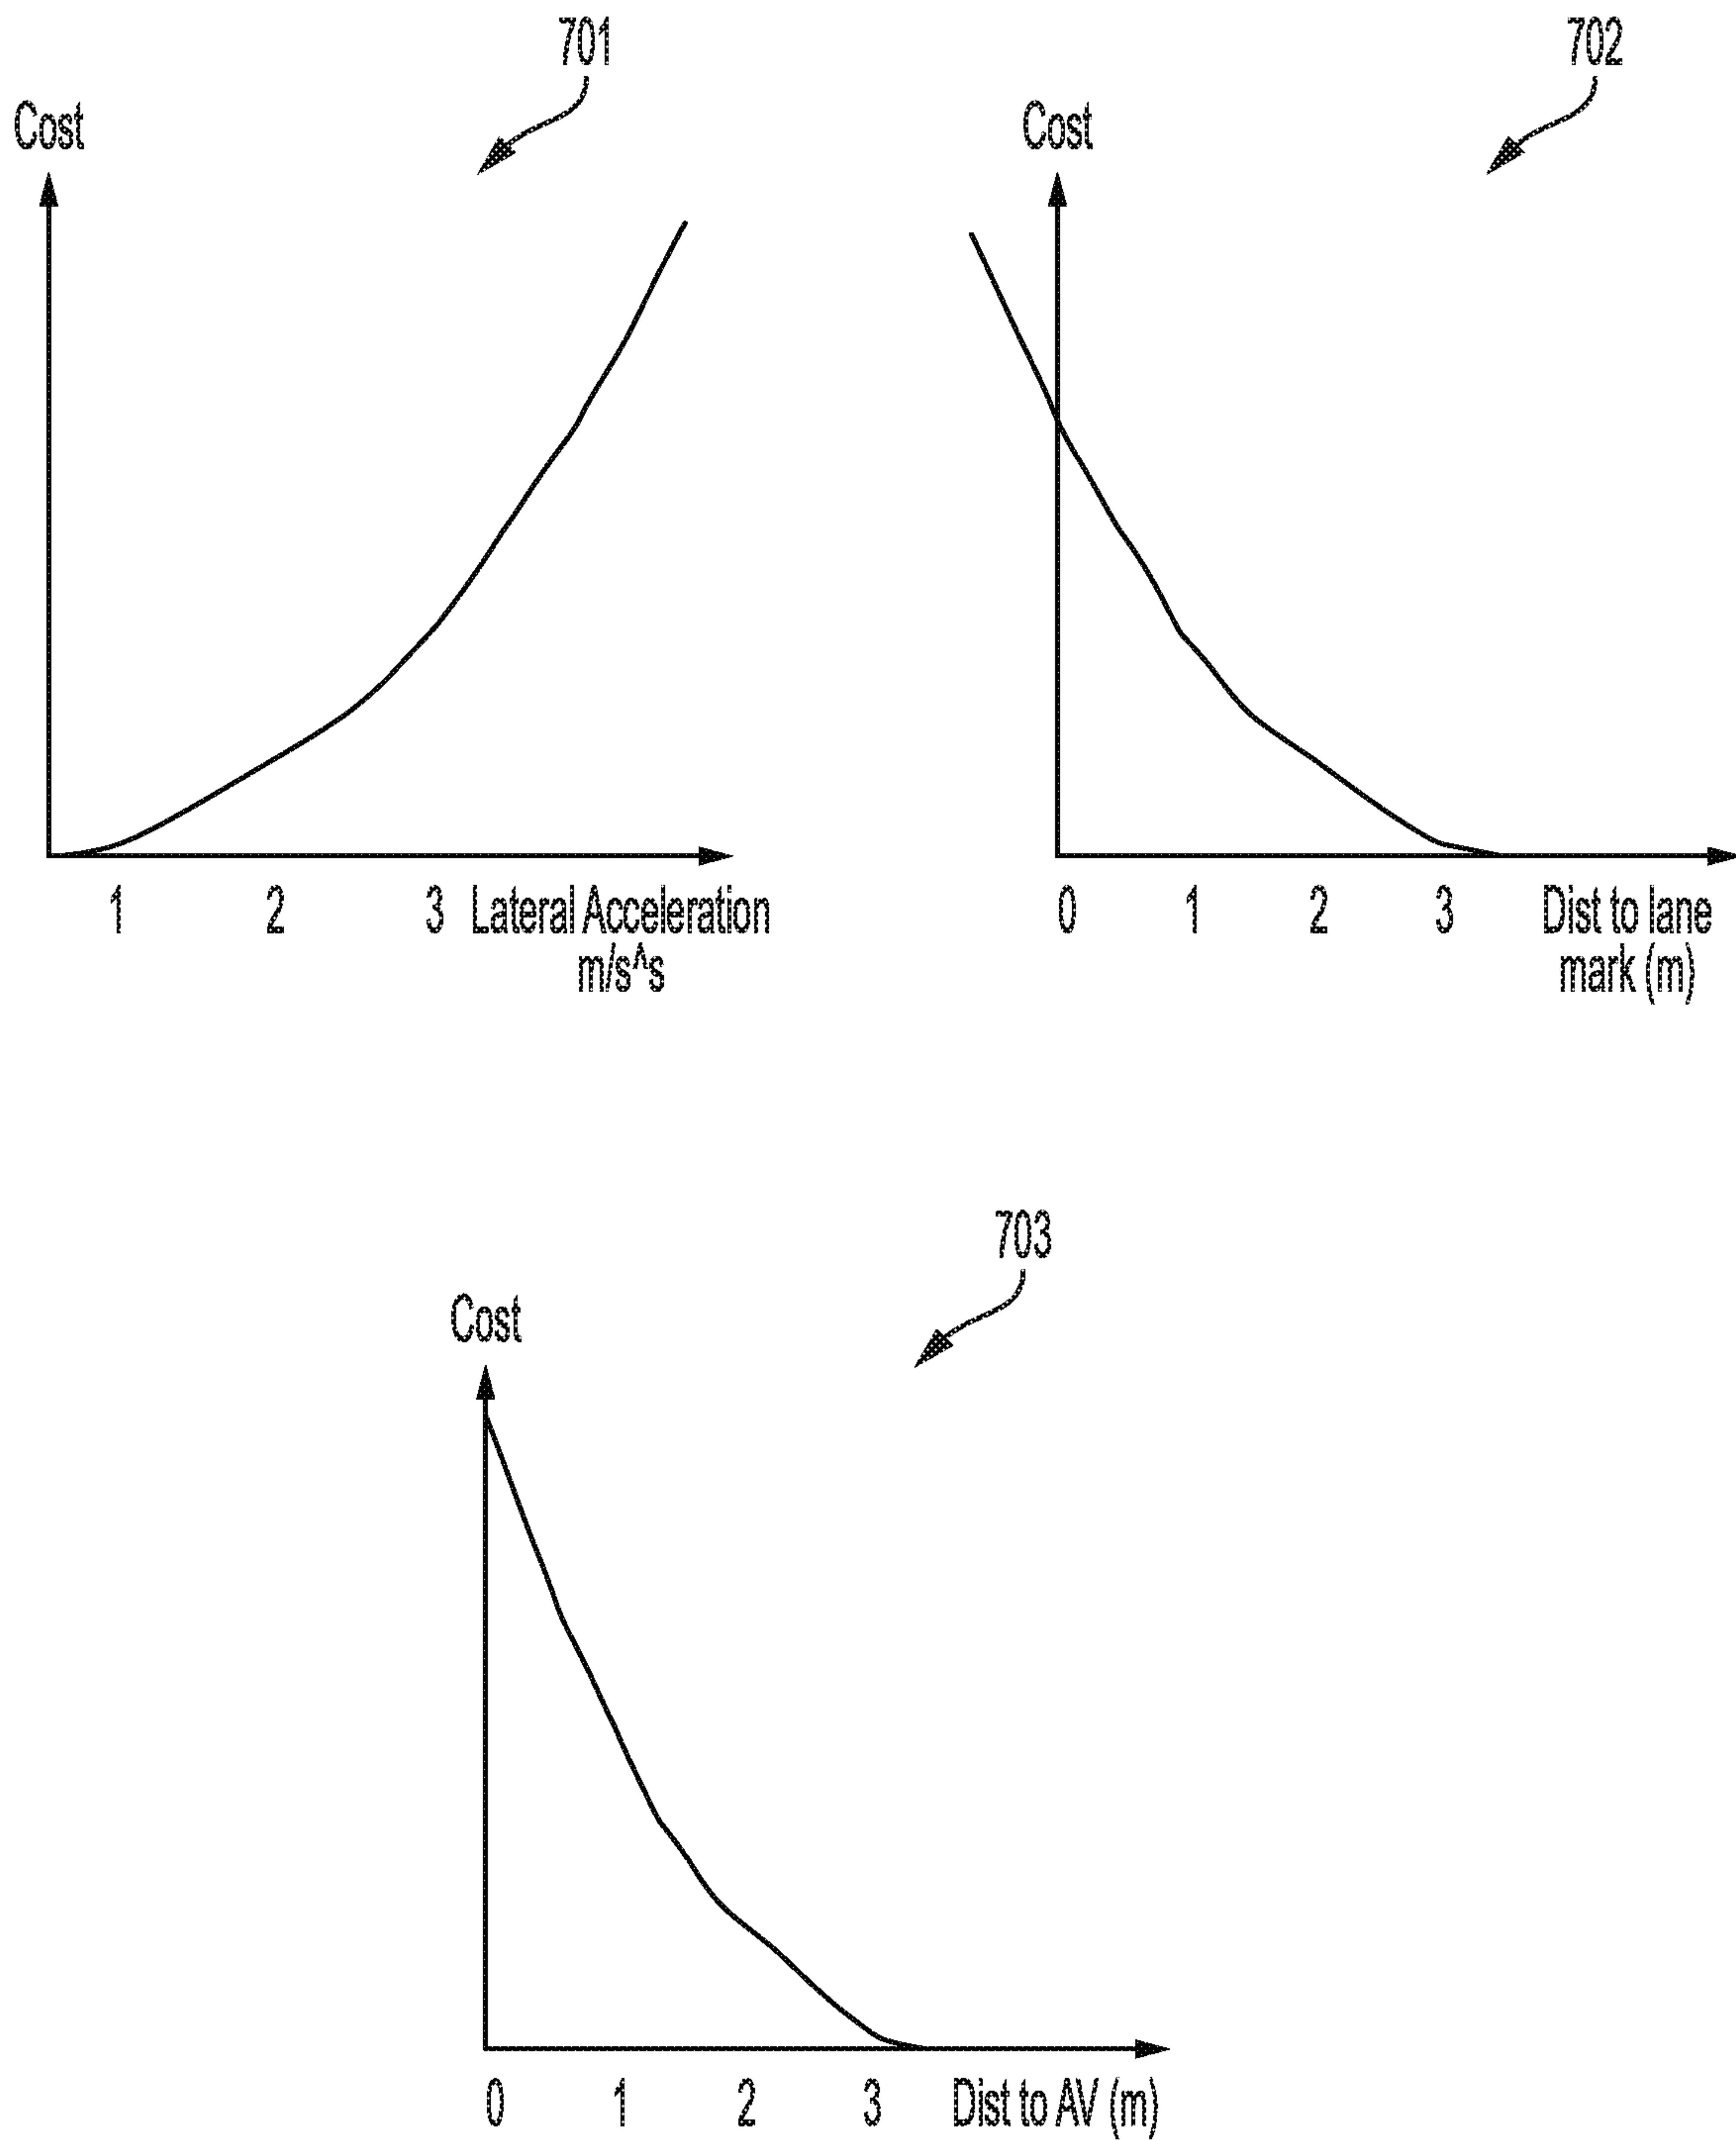 701
Cost
1 2 3 Lateral Acceleration
m/s^s
702
Cost
0 1 2 3 Dist to lane
mark (m)
703
Cost
0 1 2 3 Dist to AV (m)